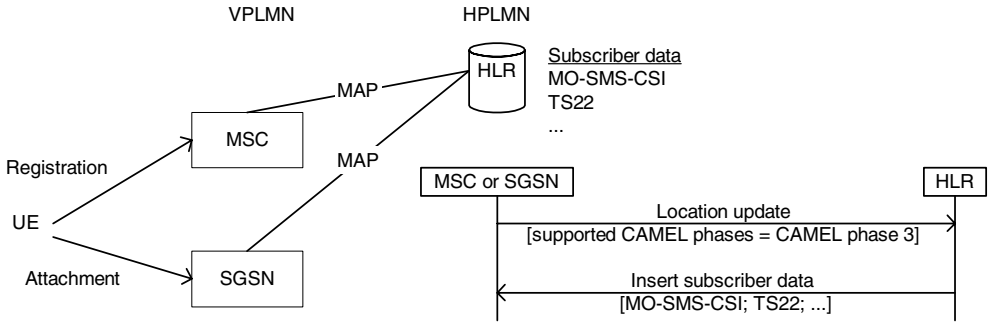 VPLMN
HPLMN
HLR
Subscriber data
MO-SMS-CSI
TS22
...
MAP
MSC
MAP
Registration
UE
Attachment
SGSN
MSC or SGSN
HLR
Location update
[supported CAMEL phases = CAMEL phase 3]
Insert subscriber data
[MO-SMS-CSI; TS22; ...]